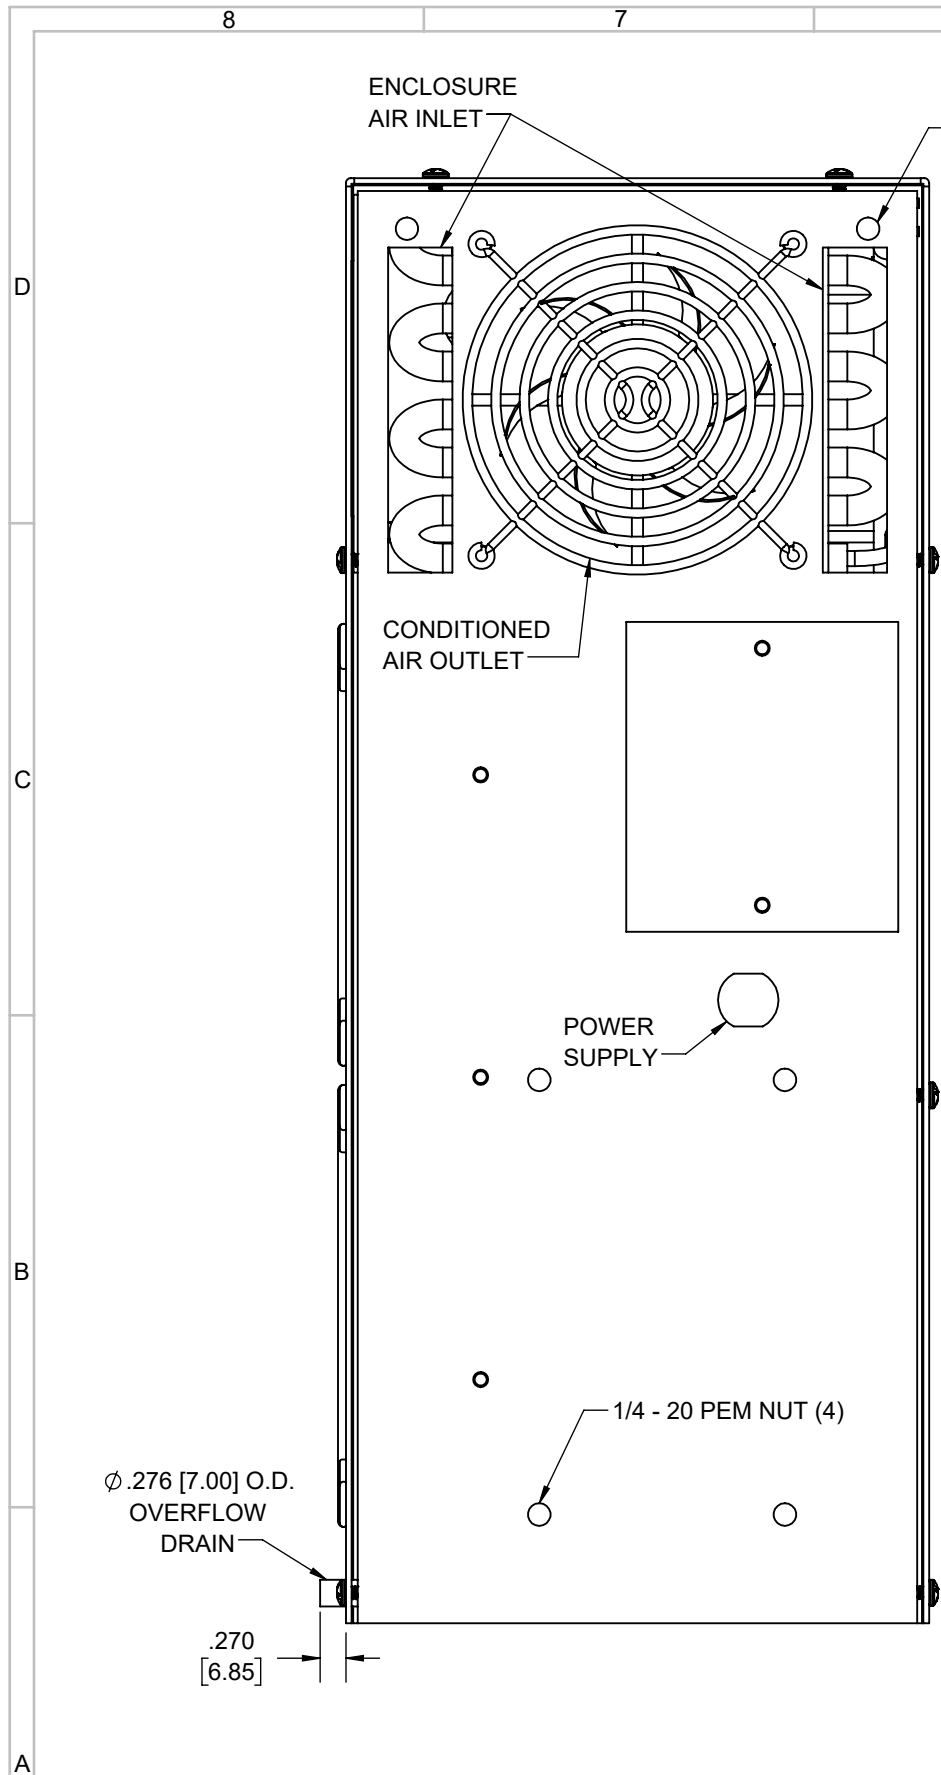 8
7
ENCLOSURE
AIR INLET
D
CONDITIONED
AIR OUTLET
C
POWER
SUPPLY
B
1/4 - 20 PEM NUT (4)
∅ .276 [7.00] O.D.
OVERFLOW
DRAIN
.270
[6.85]
A